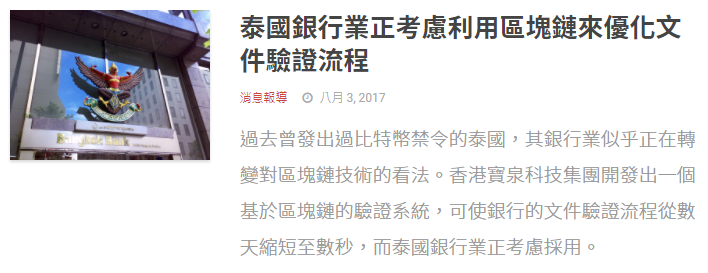 泰國銀行業正考慮利用區塊鏈來優化文
件驗證流程
消息報導 八月 3, 2017
過去曾發出過比特幣禁令的泰國，其銀行業似乎正在轉
變對區塊鏈技術的看法。香港寶泉科技集團開發出一個
基於區塊鏈的驗證系統，可使銀行的文件驗證流程從數
天縮短至數秒，而泰國銀行業正考慮採用。